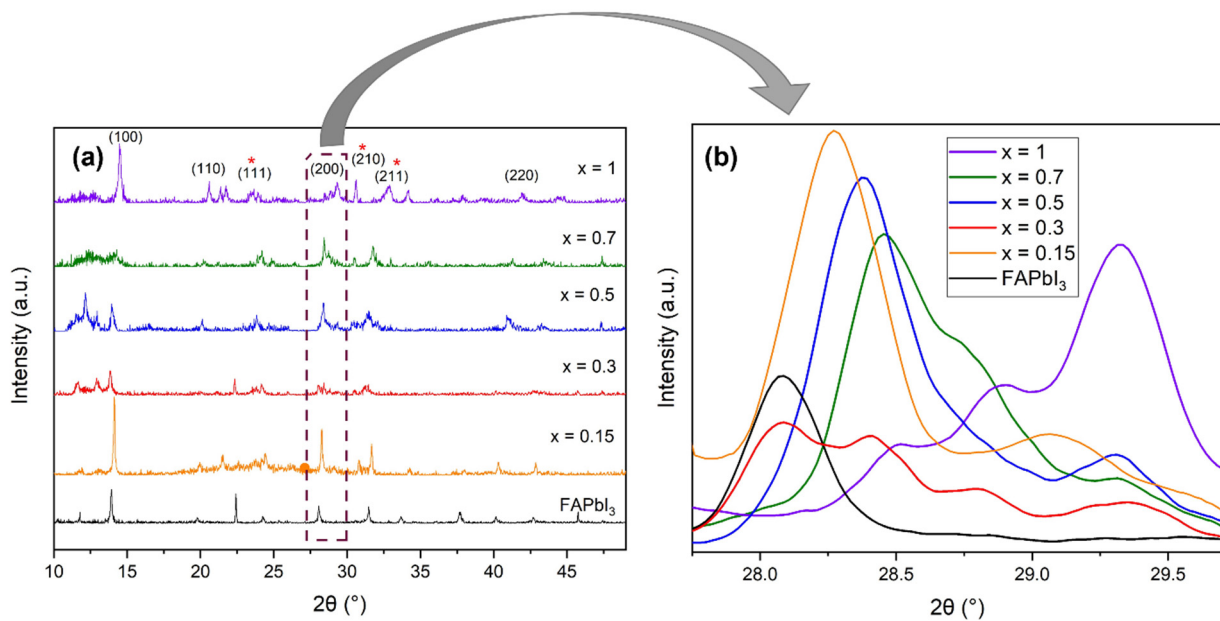 (a)
(100)
(110)
*
(111)
(200)
*
(210)
*
(211)
(220)
x = 1
x = 0.7
x = 0.5
x = 0.3
x = 0.15
FAPbI₃
Intensity (a.u.)
10 15 20 25 30 35 40 45
2θ (°)
(b)
x = 1
x = 0.7
x = 0.5
x = 0.3
x = 0.15
FAPbI₃
Intensity (a.u.)
28.0 28.5 29.0 29.5
2θ (°)